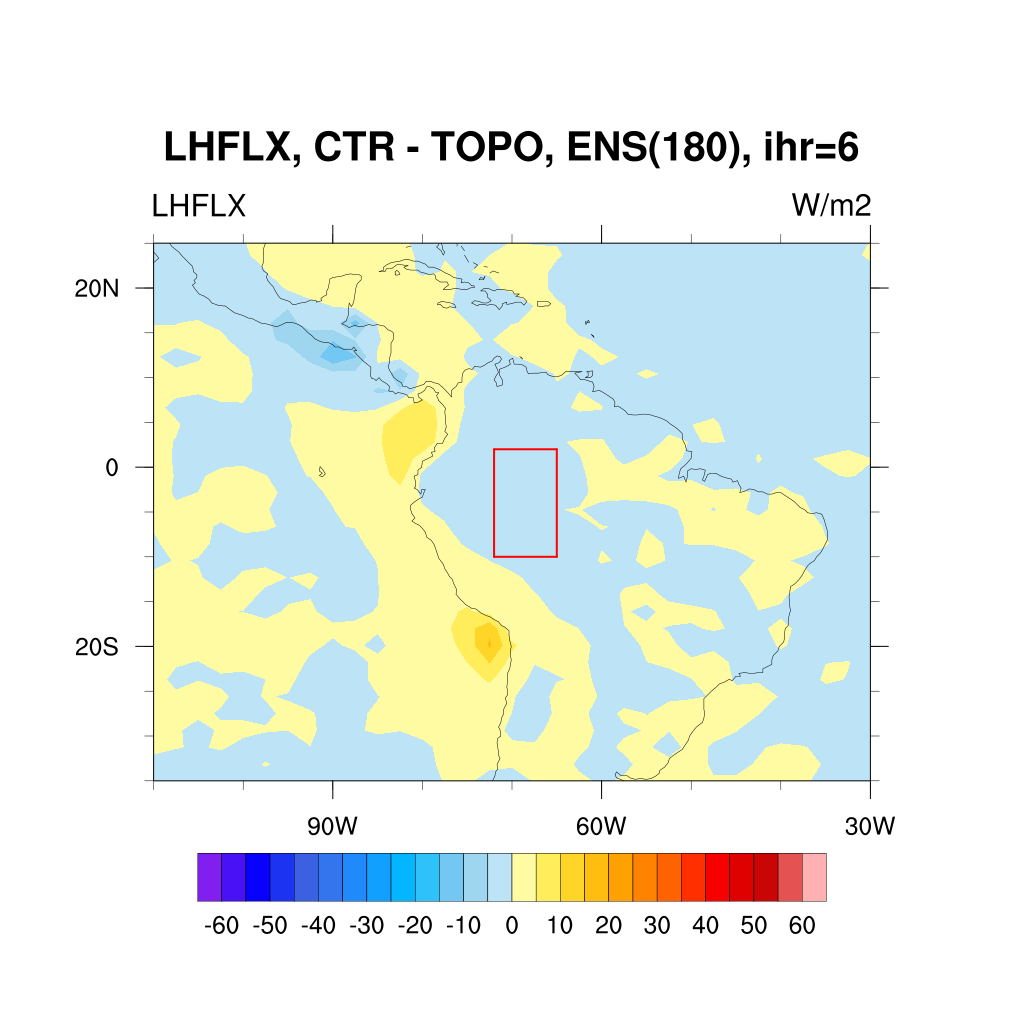 LHFLX, CTR - TOPO, ENS(180), ihr=6
LHFLX W/m2
20N
0
20S
90W 60W 30W
-60 -50 -40 -30 -20 -10 0 10 20 30 40 50 60